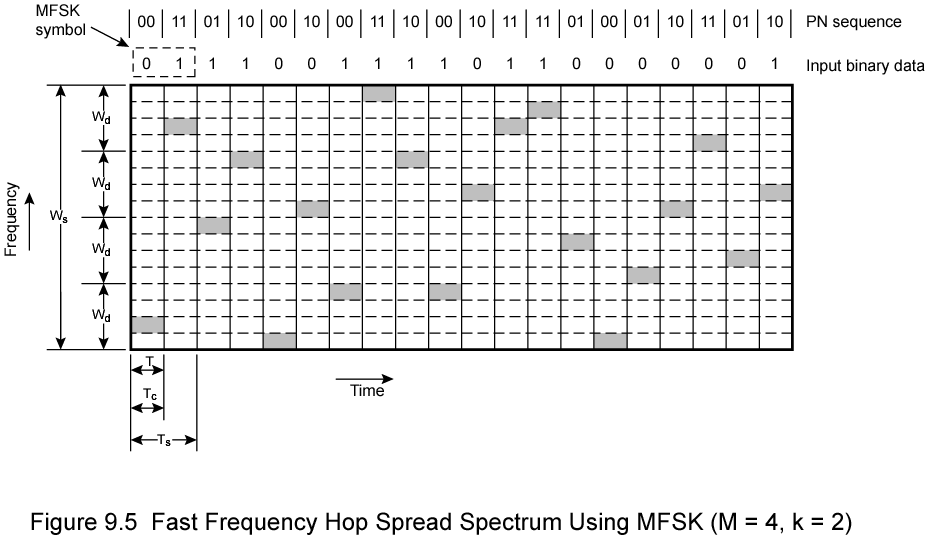 MFSK
symbol
00 11 01 10 00 10 00 11 10 00 10 11 11 01 00 01 10 11 01 10 PN sequence
0 1 1 1 0 0 1 1 1 1 0 1 1 0 0 0 0 0 0 1 Input binary data
Wd
Wd
Frequency
Ws
Wd
Wd
T
Tc
Ts
Time
Figure 9.5 Fast Frequency Hop Spread Spectrum Using MFSK (M = 4, k = 2)